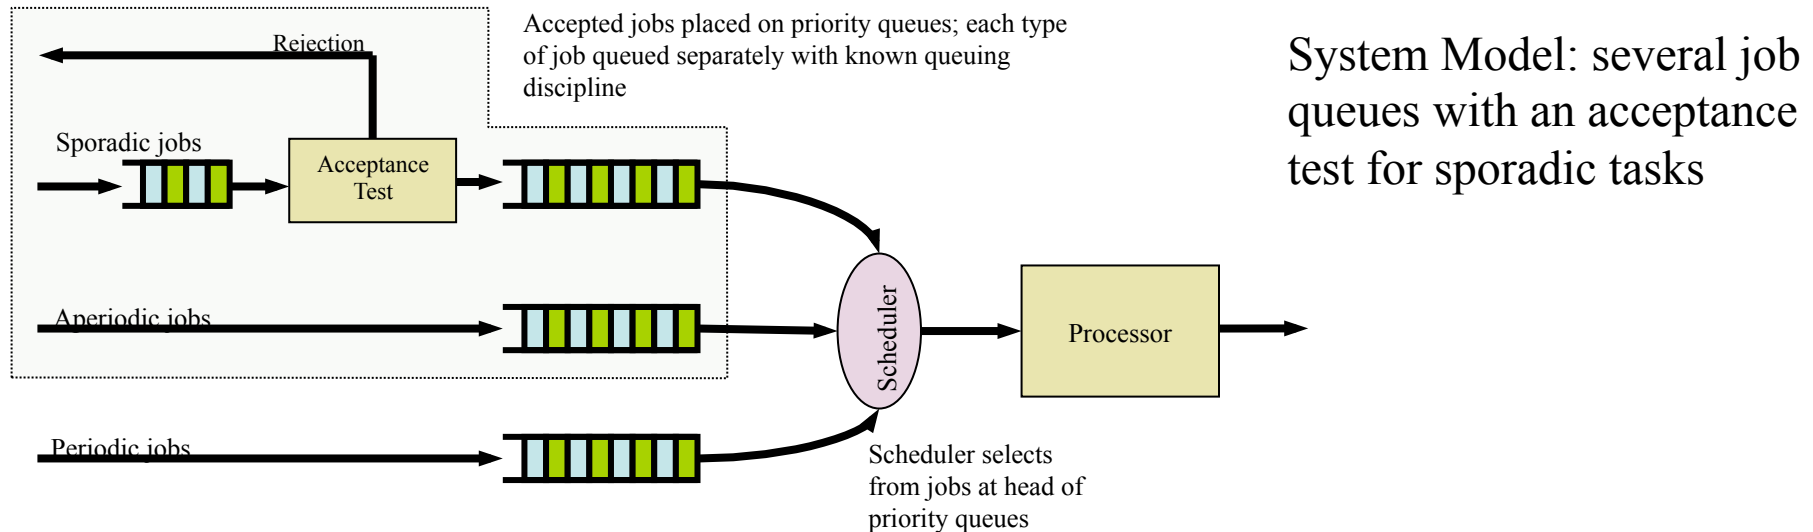 Accepted jobs placed on priority queues; each type
of job queued separately with known queuing
discipline
System Model: several job
queues with an acceptance
test for sporadic tasks
Rejection
Sporadic jobs
Acceptance
Test
Aperiodic jobs
Scheduler
Processor
Periodic jobs
Scheduler selects
from jobs at head of
priority queues